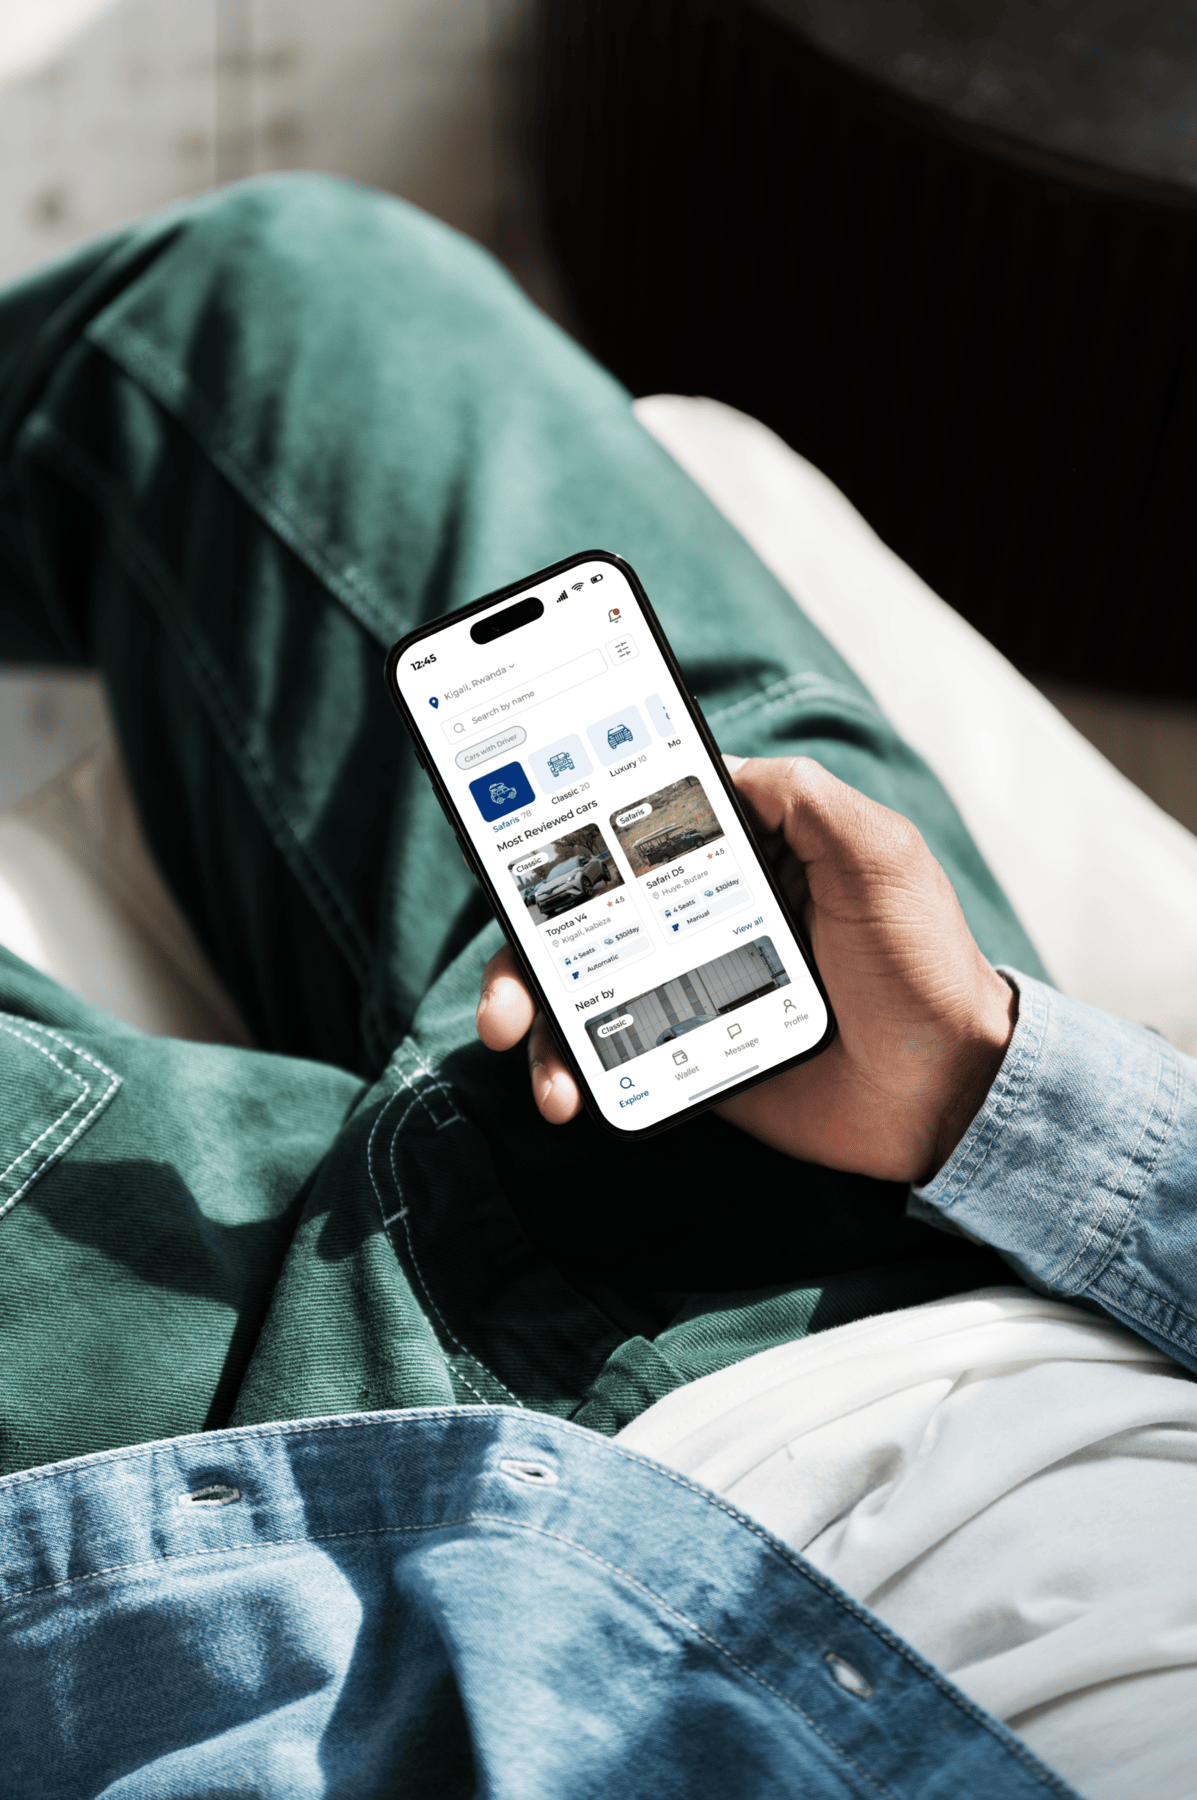 12:45
Kigali, Rwanda
Search by name
Cars with Driver
Safaris 78
Classic 20
Luxury 10
Mo
Most Reviewed cars
Classic
Toyota V4
4.5
Kigali, kabeza
4 Seats
$30/day
Automatic
Safaris
Safari D5
4.5
Huye, Butare
4 Seats
$30/day
Manual
View all
Near by
Classic
Explore
Wallet
Message
Profile